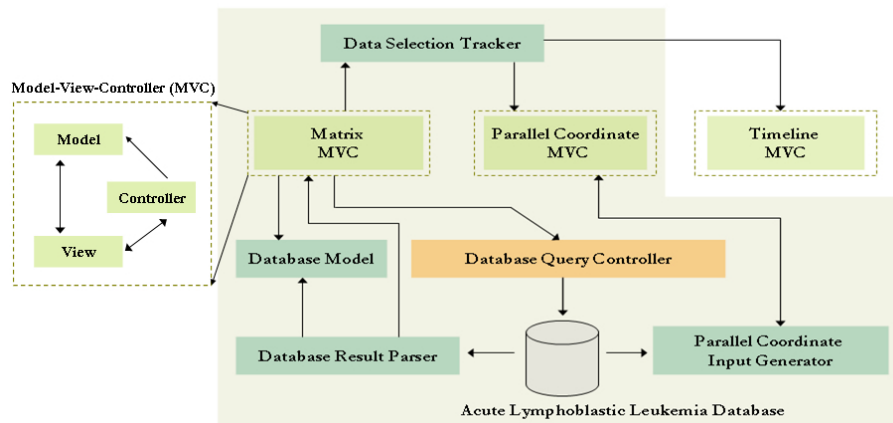 Data Selection Tracker
Model-View-Controller (MVC)
Model
Controller
View
Matrix
MVC
Parallel Coordinate
MVC
Timeline
MVC
Database Model
Database Query Controller
Database Result Parser
Parallel Coordinate
Input Generator
Acute Lymphoblastic Leukemia Database